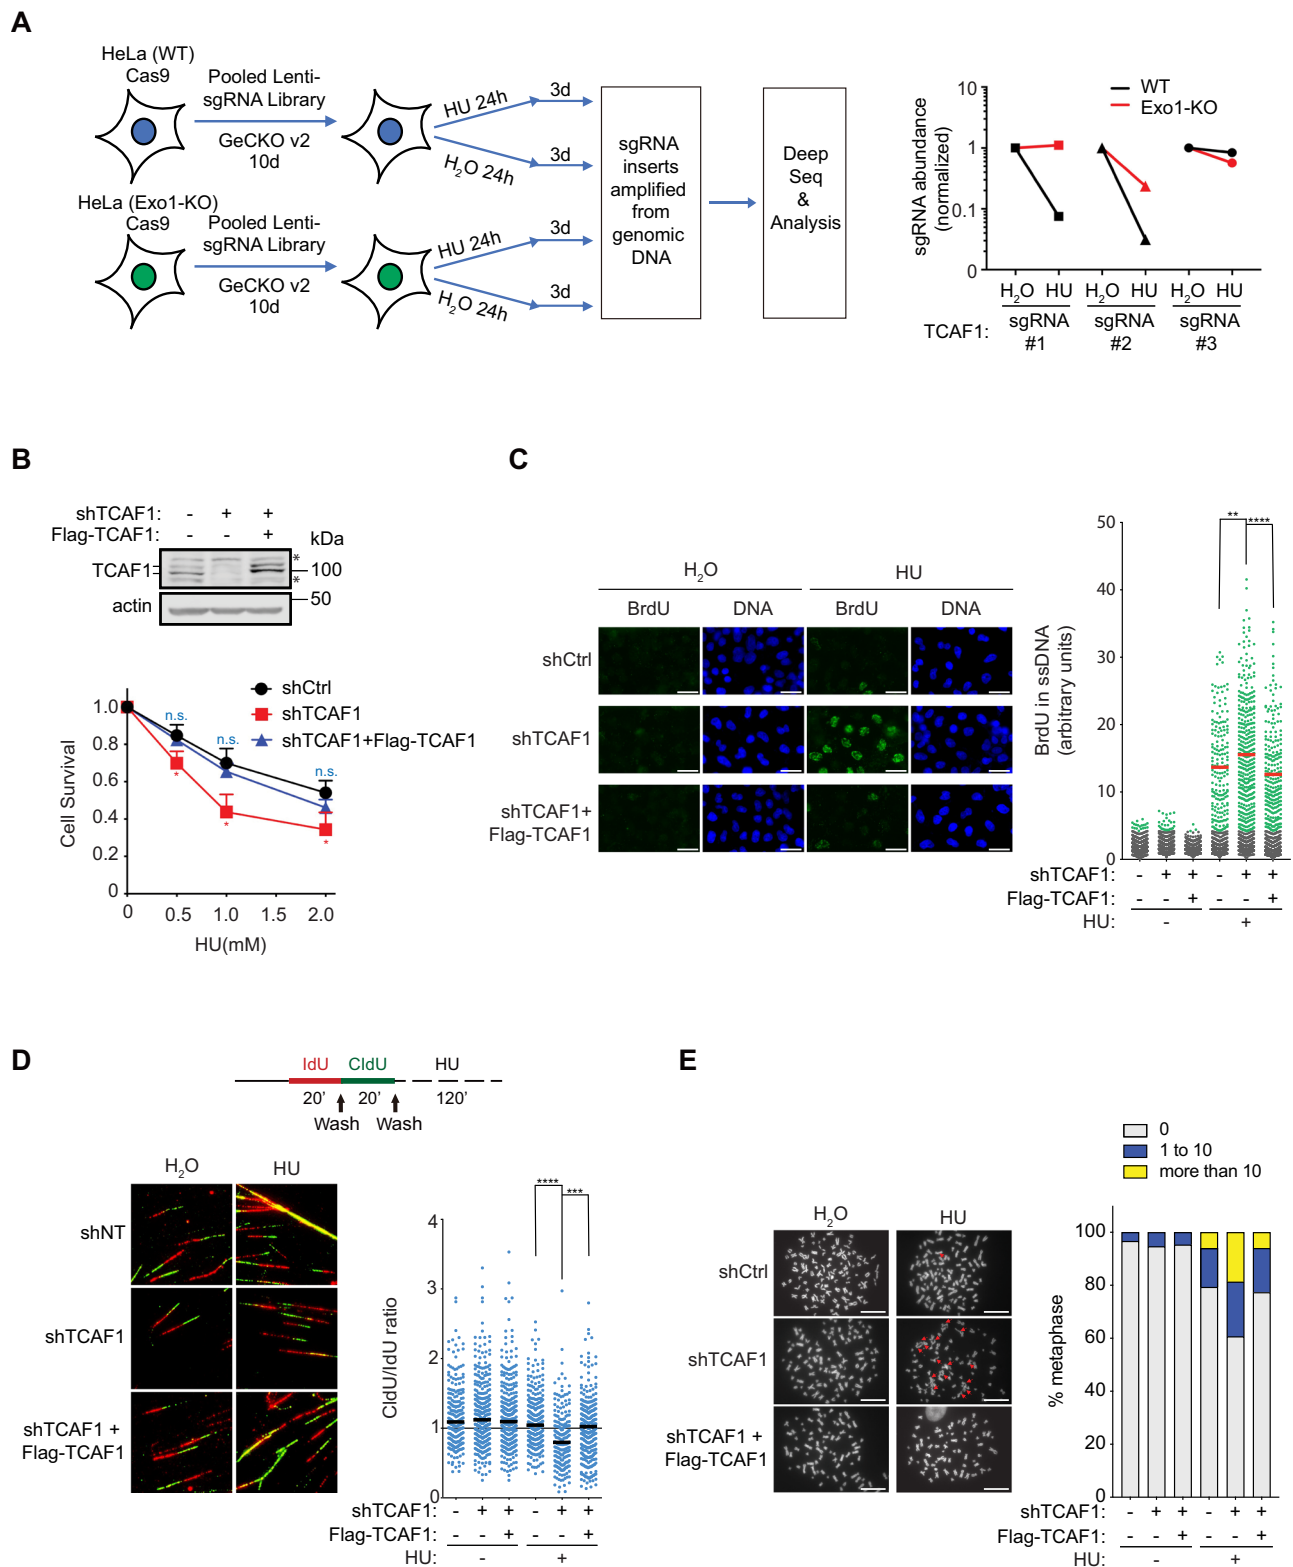 A
HeLa (WT)
Cas9
Pooled Lenti-
sgRNA Library
GeCKO v2
10d
HU 24h
H2O 24h
3d
3d
HeLa (Exo1-KO)
Cas9
Pooled Lenti-
sgRNA Library
GeCKO v2
10d
HU 24h
H2O 24h
3d
3d
sgRNA
inserts
amplified
from
genomic
DNA
Deep
Seq
&
Analysis
sgRNA abundance
(normalized)
10
1
0.1
0
WT
Exo1-KO
H2O HU H2O HU H2O HU
TCAF1:
sgRNA
#1
sgRNA
#2
sgRNA
#3
B
shTCAF1: - + +
Flag-TCAF1: - - +
kDa
TCAF1
*
100
*
actin
50
Cell Survival
1.0
0.8
0.6
0.4
0.2
0
shCtrl
shTCAF1
shTCAF1+Flag-TCAF1
n.s.
n.s.
n.s.
*
*
*
0 0.5 1.0 1.5 2.0
HU(mM)
C
H2O HU
BrdU DNA BrdU DNA
shCtrl
shTCAF1
shTCAF1+
Flag-TCAF1
BrdU in ssDNA
(arbitrary units)
50
40
30
20
10
0
** ****
shTCAF1: - + + - + +
Flag-TCAF1: - - + - - +
HU: - +
D
IdU CldU HU
20' 20' 120'
Wash Wash
H2O HU
shNT
shTCAF1
shTCAF1 +
Flag-TCAF1
CldU/IdU ratio
4
3
2
1
0
**** ***
shTCAF1: - + + - + +
Flag-TCAF1: - - + - - +
HU: - +
E
H2O HU
shCtrl
shTCAF1
shTCAF1 +
Flag-TCAF1
0
1 to 10
more than 10
% metaphase
100
80
60
40
20
0
shTCAF1: - + + - + +
Flag-TCAF1: - - + - - +
HU: - +